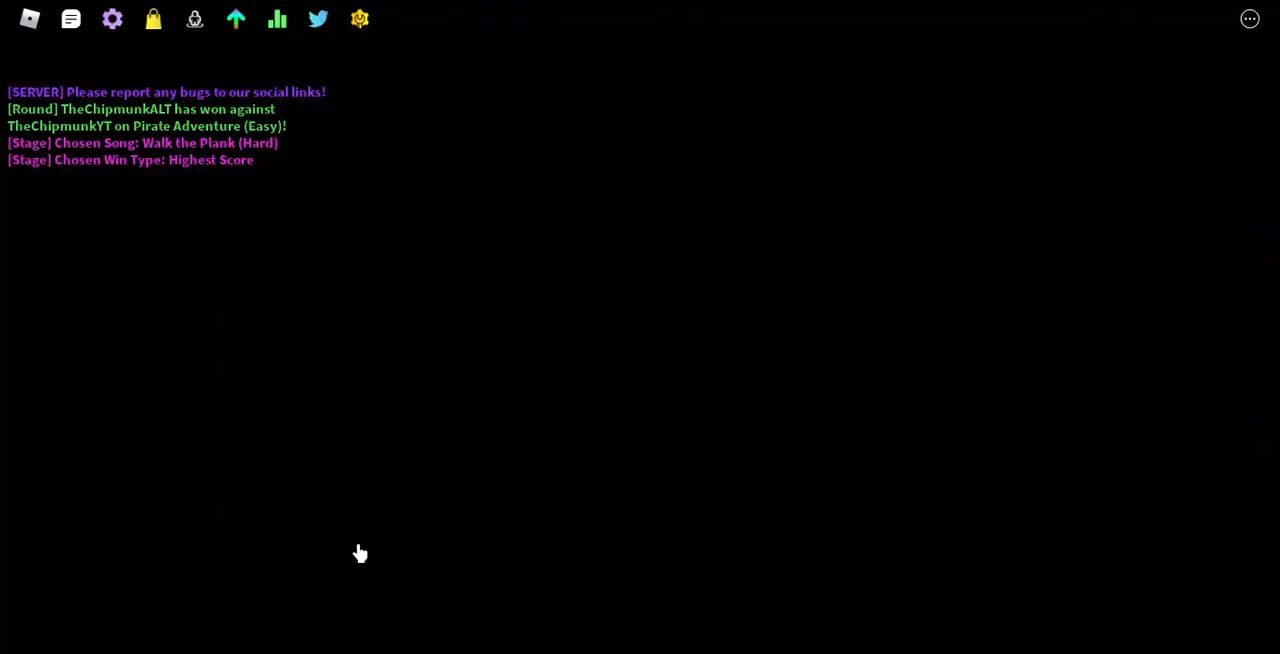 [SERVER] Please report any bugs to our social links!
[Round] TheChipmunkALT has won against
TheChipmunkYT on Pirate Adventure (Easy)!
[Stage] Chosen Song: Walk the Plank (Hard)
[Stage] Chosen Win Type: Highest Score